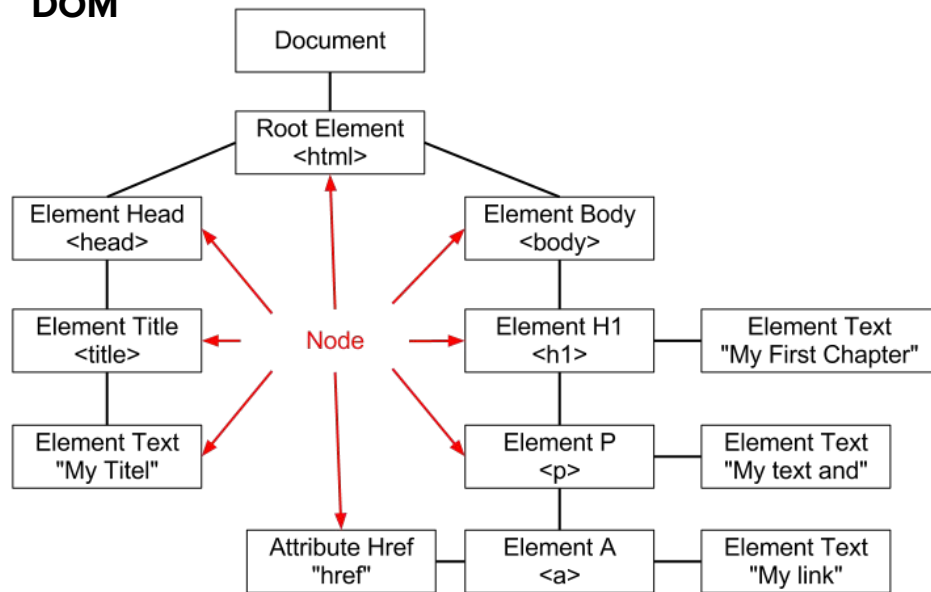 DOM
Document
Root Element
<html>
Element Head
<head>
Element Body
<body>
Element Title
<title>
Node
Element H1
<h1>
Element Text
"My First Chapter"
Element Text
"My Titel"
Element P
<p>
Element Text
"My text and"
Attribute Href
"href"
Element A
<a>
Element Text
"My link"